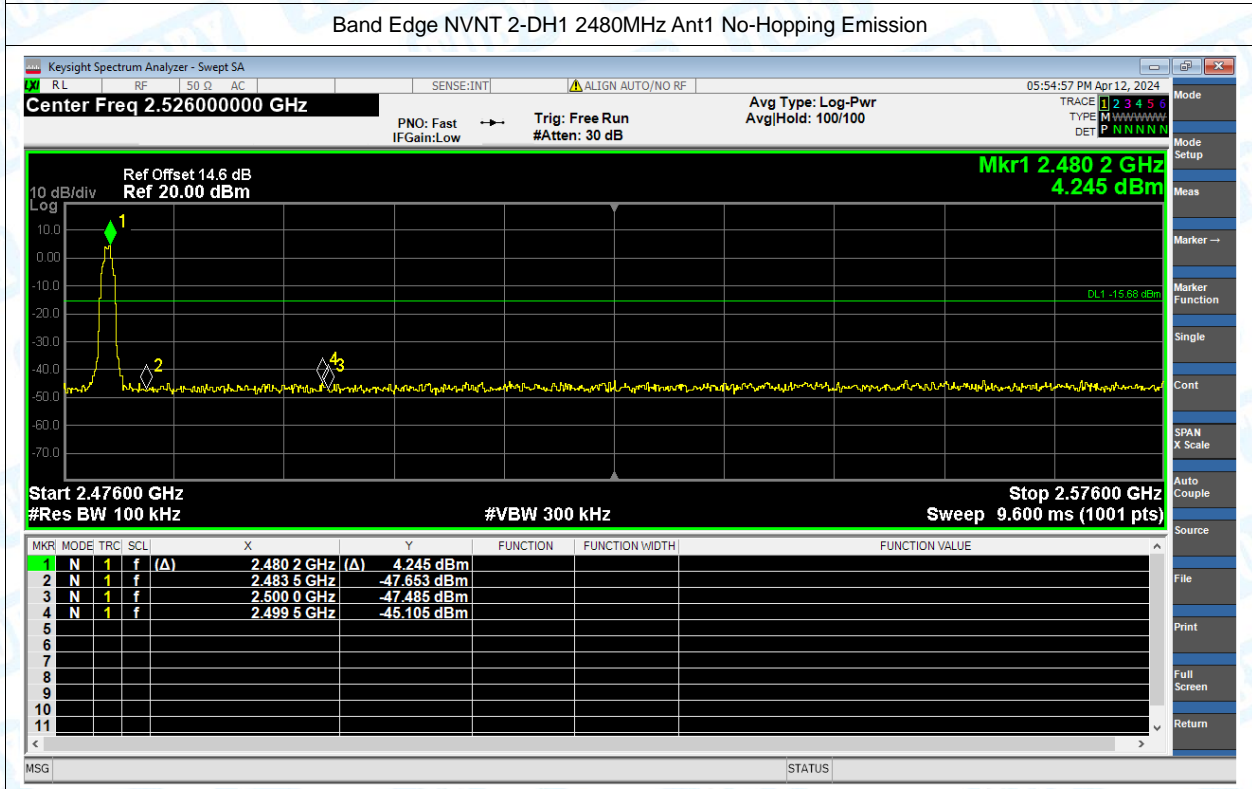 Band Edge NVNT 2-DH1 2480MHz Ant1 No-Hopping Emission
Keysight Spectrum Analyzer - Swept SA
LXI RL RF 50 Ω AC SENSE:INT ALIGN AUTO/NO RF 05:54:57 PM Apr 12, 2024
Center Freq 2.526000000 GHz
PNO: Fast
IFGain:Low
Trig: Free Run
#Atten: 30 dB
Avg Type: Log-Pwr
Avg|Hold: 100/100
TRACE 1 2 3 4 5 6
TYPE M WWWWW
DET P N N N N N
Mkr1 2.480 2 GHz
4.245 dBm
Ref Offset 14.6 dB
10 dB/div Ref 20.00 dBm
Log
10.0
0.00
-10.0
-20.0
-30.0
-40.0
-50.0
-60.0
-70.0
1
2
4
3
DL1 -15.68 dBm
Start 2.47600 GHz Stop 2.57600 GHz
#Res BW 100 kHz #VBW 300 kHz Sweep 9.600 ms (1001 pts)
MKR MODE TRC SCL X Y FUNCTION FUNCTION WIDTH FUNCTION VALUE
1 N 1 f (Δ) 2.480 2 GHz (Δ) 4.245 dBm
2 N 1 f 2.483 5 GHz -47.653 dBm
3 N 1 f 2.500 0 GHz -47.485 dBm
4 N 1 f 2.499 5 GHz -45.105 dBm
5
6
7
8
9
10
11
MSG STATUS
Mode
Mode
Setup
Meas
Marker →
Marker
Function
Single
Cont
SPAN
X Scale
Auto
Couple
Source
File
Print
Full
Screen
Return